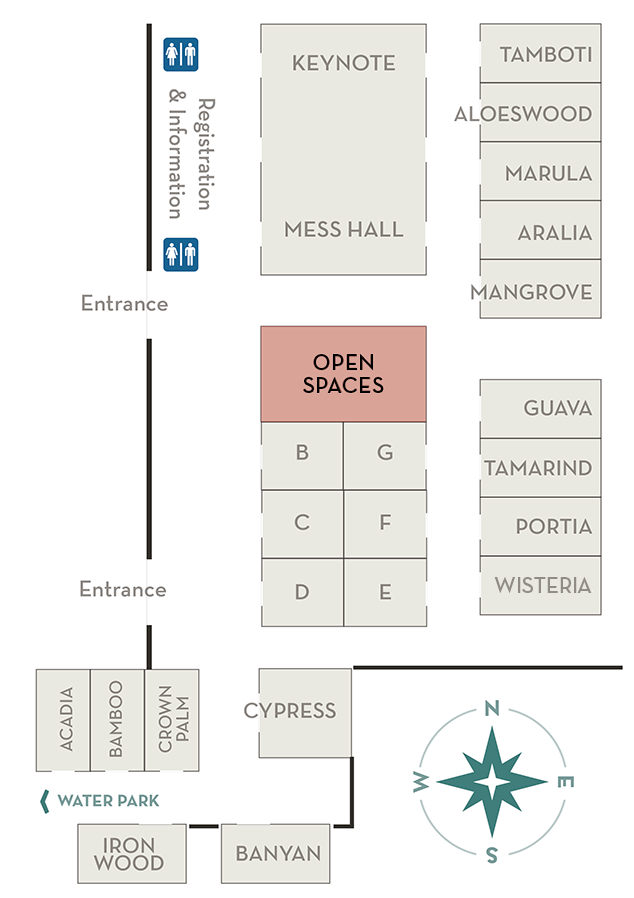 KEYNOTE
MESS HALL
TAMBOTI
ALOESWOOD
MARULA
ARALIA
MANGROVE
Registration
& Information
Entrance
OPEN
SPACES
B
G
C
F
D
E
GUAVA
TAMARIND
PORTIA
WISTERIA
Entrance
ACADIA
BAMBOO
CROWN
PALM
CYPRESS
WATER PARK
IRON
WOOD
BANYAN
N
W
E
S